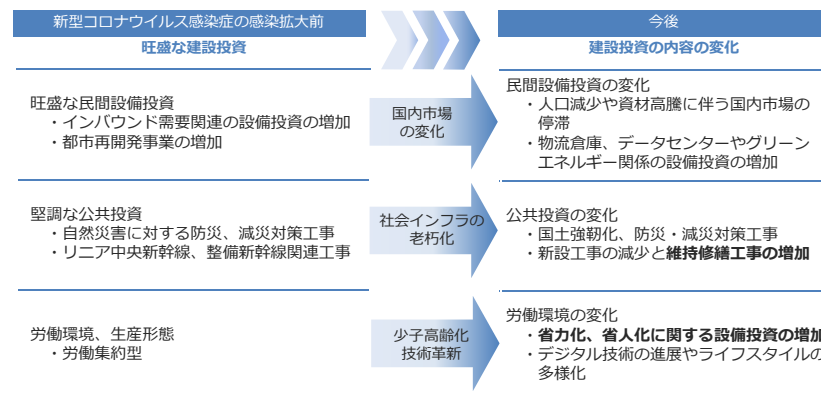 新型コロナウイルス感染症の感染拡大前
旺盛な建設投資
今後
建設投資の内容の変化
旺盛な民間設備投資
・インバウンド需要関連の設備投資の増加
・都市再開発事業の増加
国内市場
の変化
民間設備投資の変化
・人口減少や資材高騰に伴う国内市場の
停滞
・物流倉庫、データセンターやグリーン
エネルギー関係の設備投資の増加
堅調な公共投資
・自然災害に対する防災、減災対策工事
・リニア中央新幹線、整備新幹線関連工事
社会インフラの
老朽化
公共投資の変化
・国土強靭化、防災・減災対策工事
・新設工事の減少と維持修繕工事の増加
労働環境、生産形態
・労働集約型
少子高齢化
技術革新
労働環境の変化
・省力化、省人化に関する設備投資の増加
・デジタル技術の進展やライフスタイルの
多様化